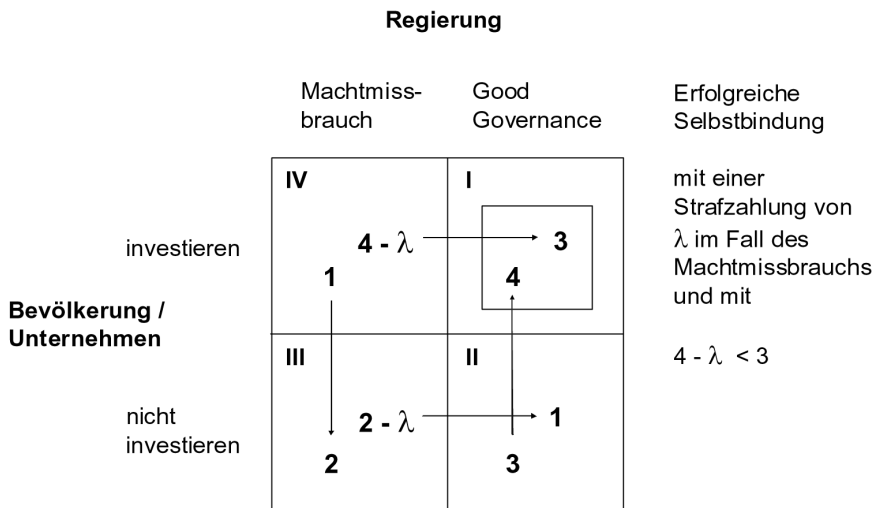 Regierung
Machtmiss-
brauch
Good
Governance
Erfolgreiche
Selbstbindung
IV
I
mit einer
Strafzahlung von
λ im Fall des
Machtmissbrauchs
und mit
4 - λ < 3
investieren
4 - λ
3
1
4
Bevölkerung /
Unternehmen
III
II
nicht
investieren
2 - λ
1
2
3